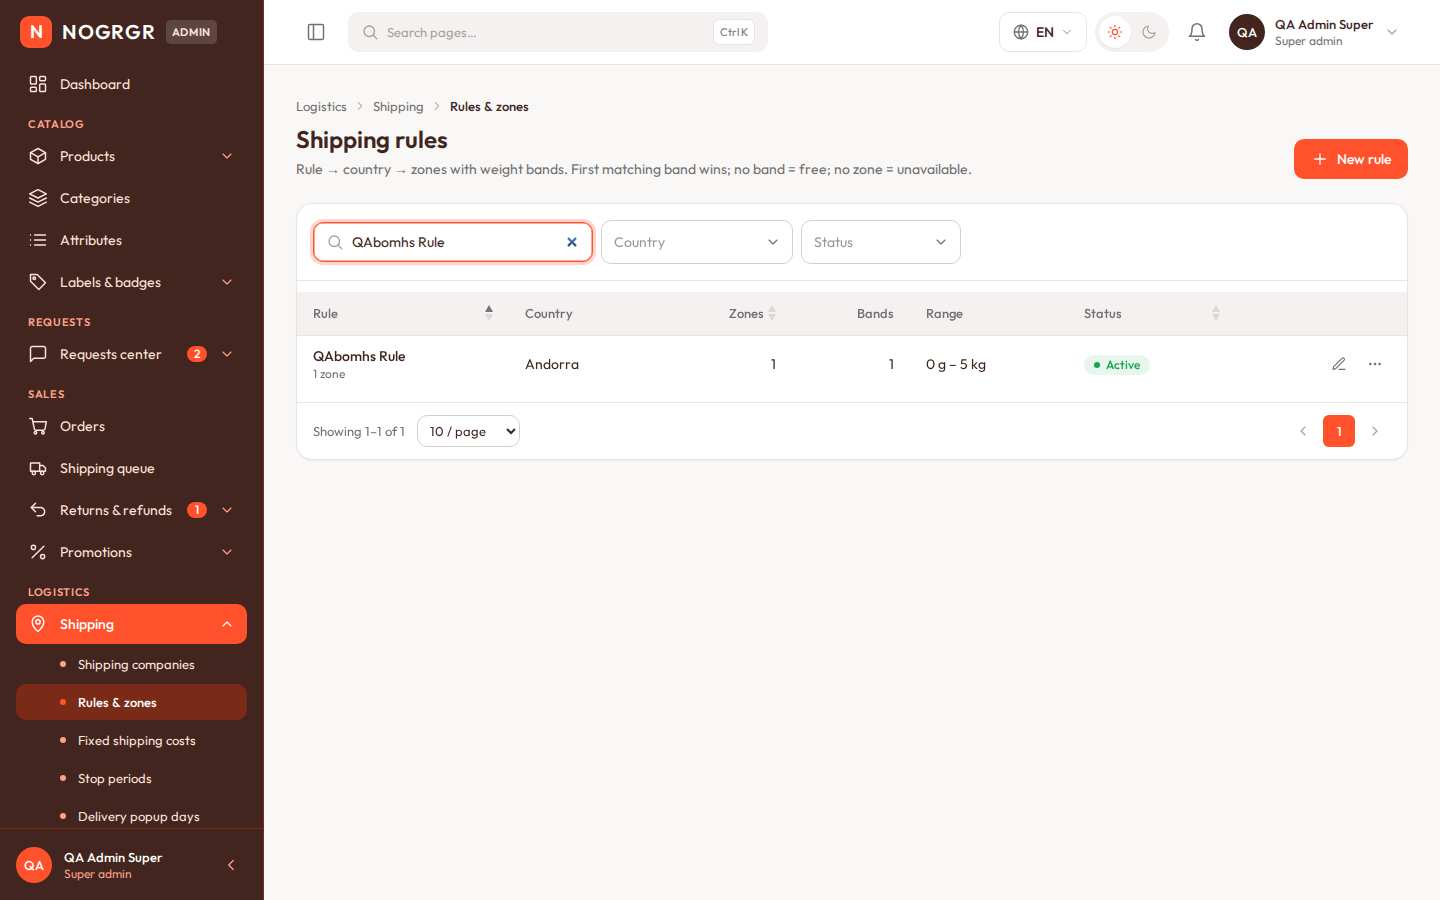 N NOGRGR ADMIN
Dashboard
CATALOG
Products
Categories
Attributes
Labels & badges
REQUESTS
Requests center 2
SALES
Orders
Shipping queue
Returns & refunds 1
Promotions
LOGISTICS
Shipping
Shipping companies
Rules & zones
Fixed shipping costs
Stop periods
Delivery popup days
QA QA Admin Super
Super admin
Search pages... Ctrl K
EN
QA QA Admin Super
Super admin
Logistics Shipping Rules & zones
Shipping rules
Rule → country → zones with weight bands. First matching band wins; no band = free; no zone = unavailable.
New rule
QAbomhs Rule Country Status
Rule Country Zones Bands Range Status
QAbomhs Rule Andorra 1 1 0 g – 5 kg Active
1 zone
Showing 1–1 of 1 10 / page 1